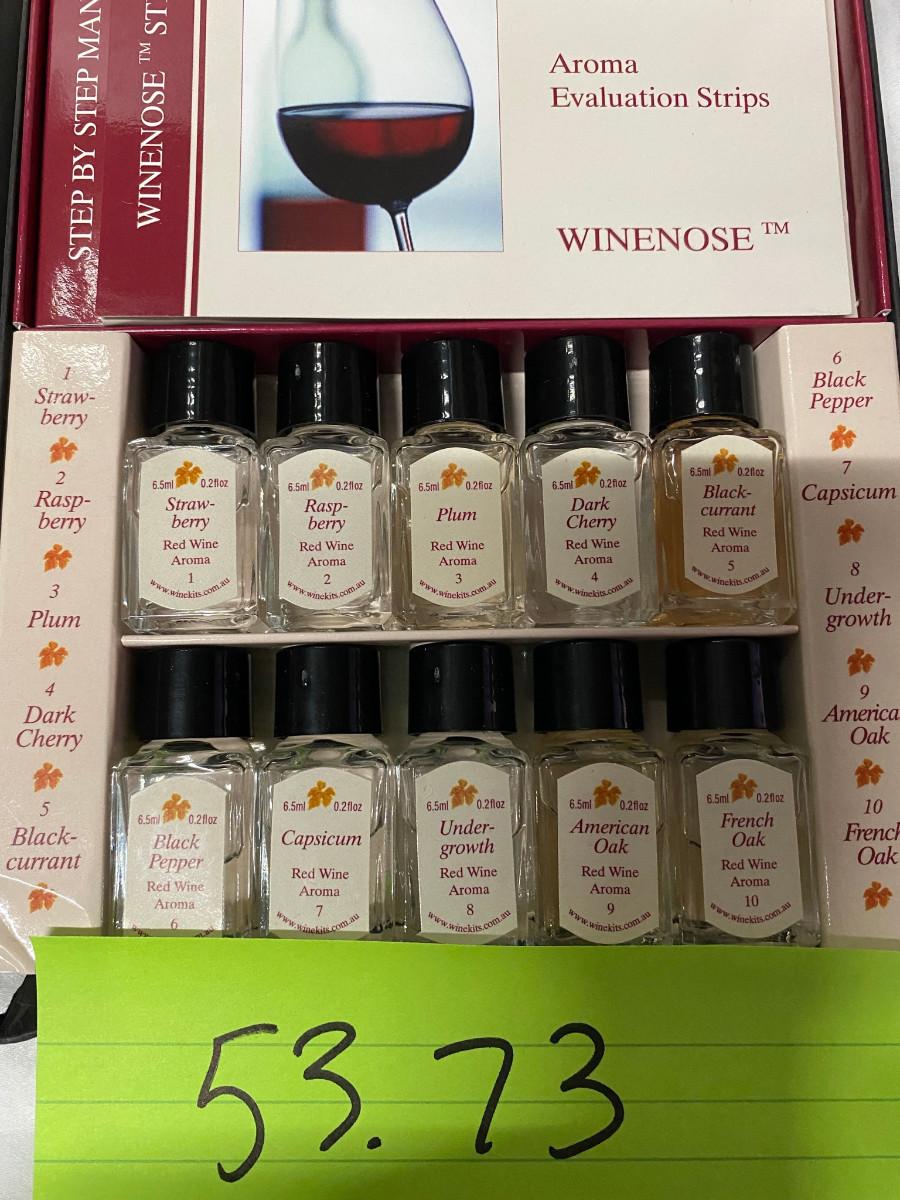 STEP BY STEP MAN
WINENOSE ™ ST
Aroma
Evaluation Strips
WINENOSE ™
1
Straw-
berry
2
Rasp-
berry
3
Plum
4
Dark
Cherry
5
Black-
currant
6.5ml 0.2floz
Straw-
berry
Red Wine
Aroma
1
www.winekits.com.au
6.5ml 0.2floz
Rasp-
berry
Red Wine
Aroma
2
www.winekits.com.au
6.5ml 0.2floz
Plum
Red Wine
Aroma
3
www.winekits.com.au
6.5ml 0.2floz
Dark
Cherry
Red Wine
Aroma
4
www.winekits.com.au
6.5ml 0.2floz
Black-
currant
Red Wine
Aroma
5
www.winekits.com.au
6
Black
Pepper
7
Capsicum
8
Under-
growth
9
America
Oak
10
French
Oak
6.5ml 0.2floz
Black
Pepper
Red Wine
Aroma
6
6.5ml 0.2floz
Capsicum
Red Wine
Aroma
7
www.winekits.com.au
6.5ml 0.2floz
Under-
growth
Red Wine
Aroma
8
www.winekits.com.au
6.5ml 0.2floz
American
Oak
Red Wine
Aroma
9
www.winekits.com.au
6.5ml 0.2floz
French
Oak
Red Wine
Aroma
10
www.winekits.com.au
53.73